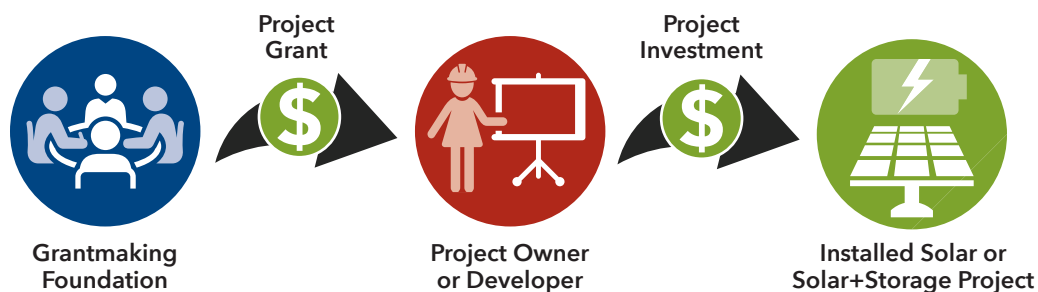 Project
Grant
Project
Investment
$
$
Grantmaking
Foundation
Project Owner
or Developer
Installed Solar or
Solar+Storage Project